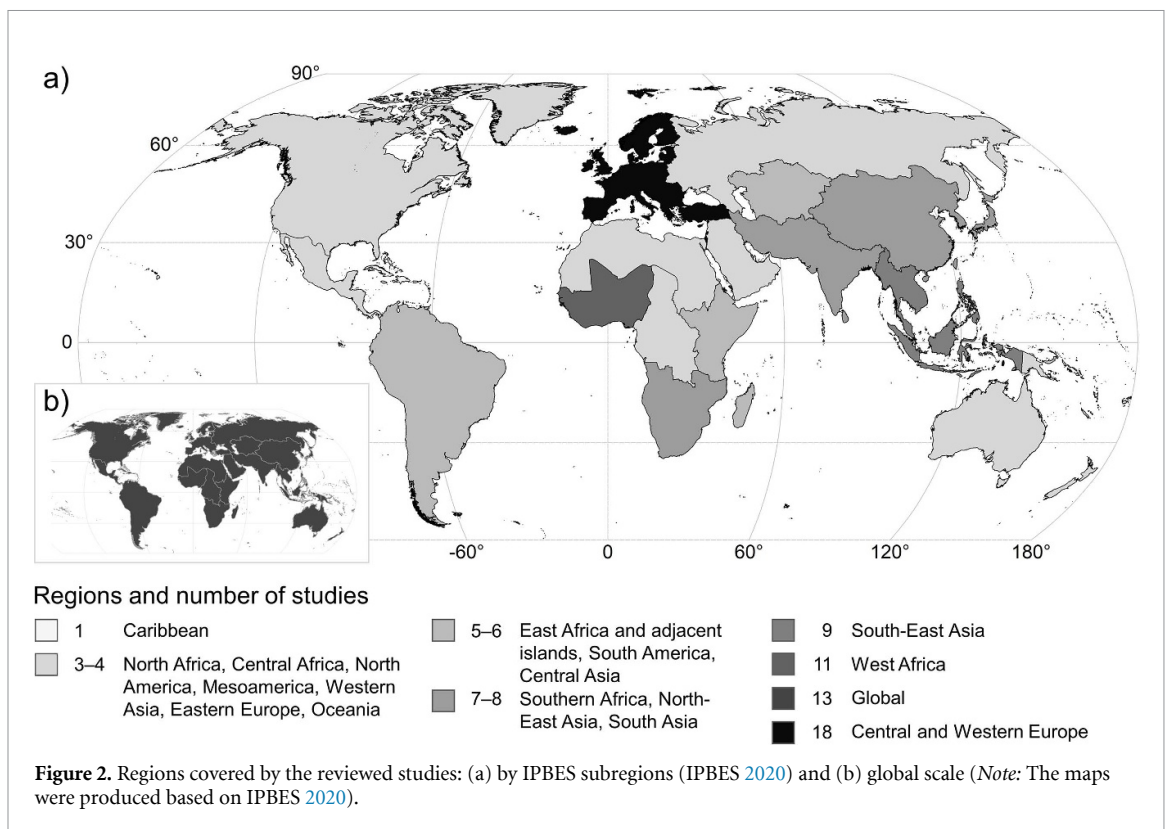 a)
90°
60°
30°
0
b)
-60°
0
60°
120°
180°
Regions and number of studies
1 Caribbean
3–4 North Africa, Central Africa, North
America, Mesoamerica, Western
Asia, Eastern Europe, Oceania
5–6 East Africa and adjacent
islands, South America,
Central Asia
7–8 Southern Africa, North-
East Asia, South Asia
9 South-East Asia
11 West Africa
13 Global
18 Central and Western Europe
Figure 2. Regions covered by the reviewed studies: (a) by IPBES subregions (IPBES 2020) and (b) global scale (Note: The maps
were produced based on IPBES 2020).